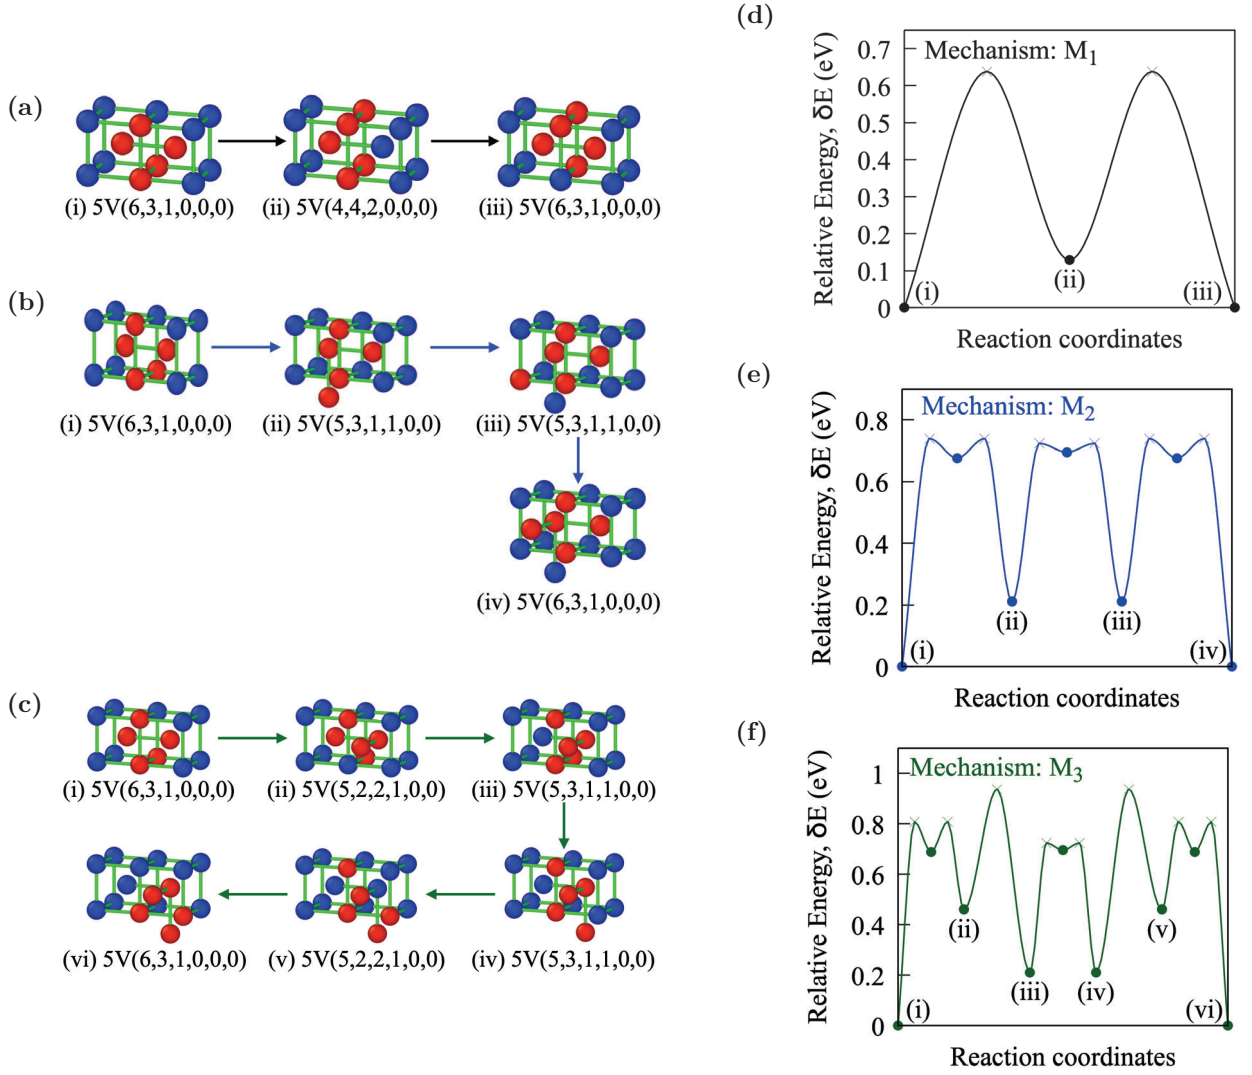 (a)
(i) 5V(6,3,1,0,0,0)
(ii) 5V(4,4,2,0,0,0)
(iii) 5V(6,3,1,0,0,0)
(b)
(i) 5V(6,3,1,0,0,0)
(ii) 5V(5,3,1,1,0,0)
(iii) 5V(5,3,1,1,0,0)
(iv) 5V(6,3,1,0,0,0)
(c)
(i) 5V(6,3,1,0,0,0)
(ii) 5V(5,2,2,1,0,0)
(iii) 5V(5,3,1,1,0,0)
(vi) 5V(6,3,1,0,0,0)
(v) 5V(5,2,2,1,0,0)
(iv) 5V(5,3,1,1,0,0)
(d)
Mechanism: M1
Relative Energy, δE (eV)
0.7
0.6
0.5
0.4
0.3
0.2
0.1
0
(i)
(ii)
(iii)
Reaction coordinates
(e)
Mechanism: M2
Relative Energy, δE (eV)
0.8
0.6
0.4
0.2
0
(i)
(ii)
(iii)
(iv)
Reaction coordinates
(f)
Mechanism: M3
Relative Energy, δE (eV)
1
0.8
0.6
0.4
0.2
0
(i)
(ii)
(iii)
(iv)
(v)
(vi)
Reaction coordinates